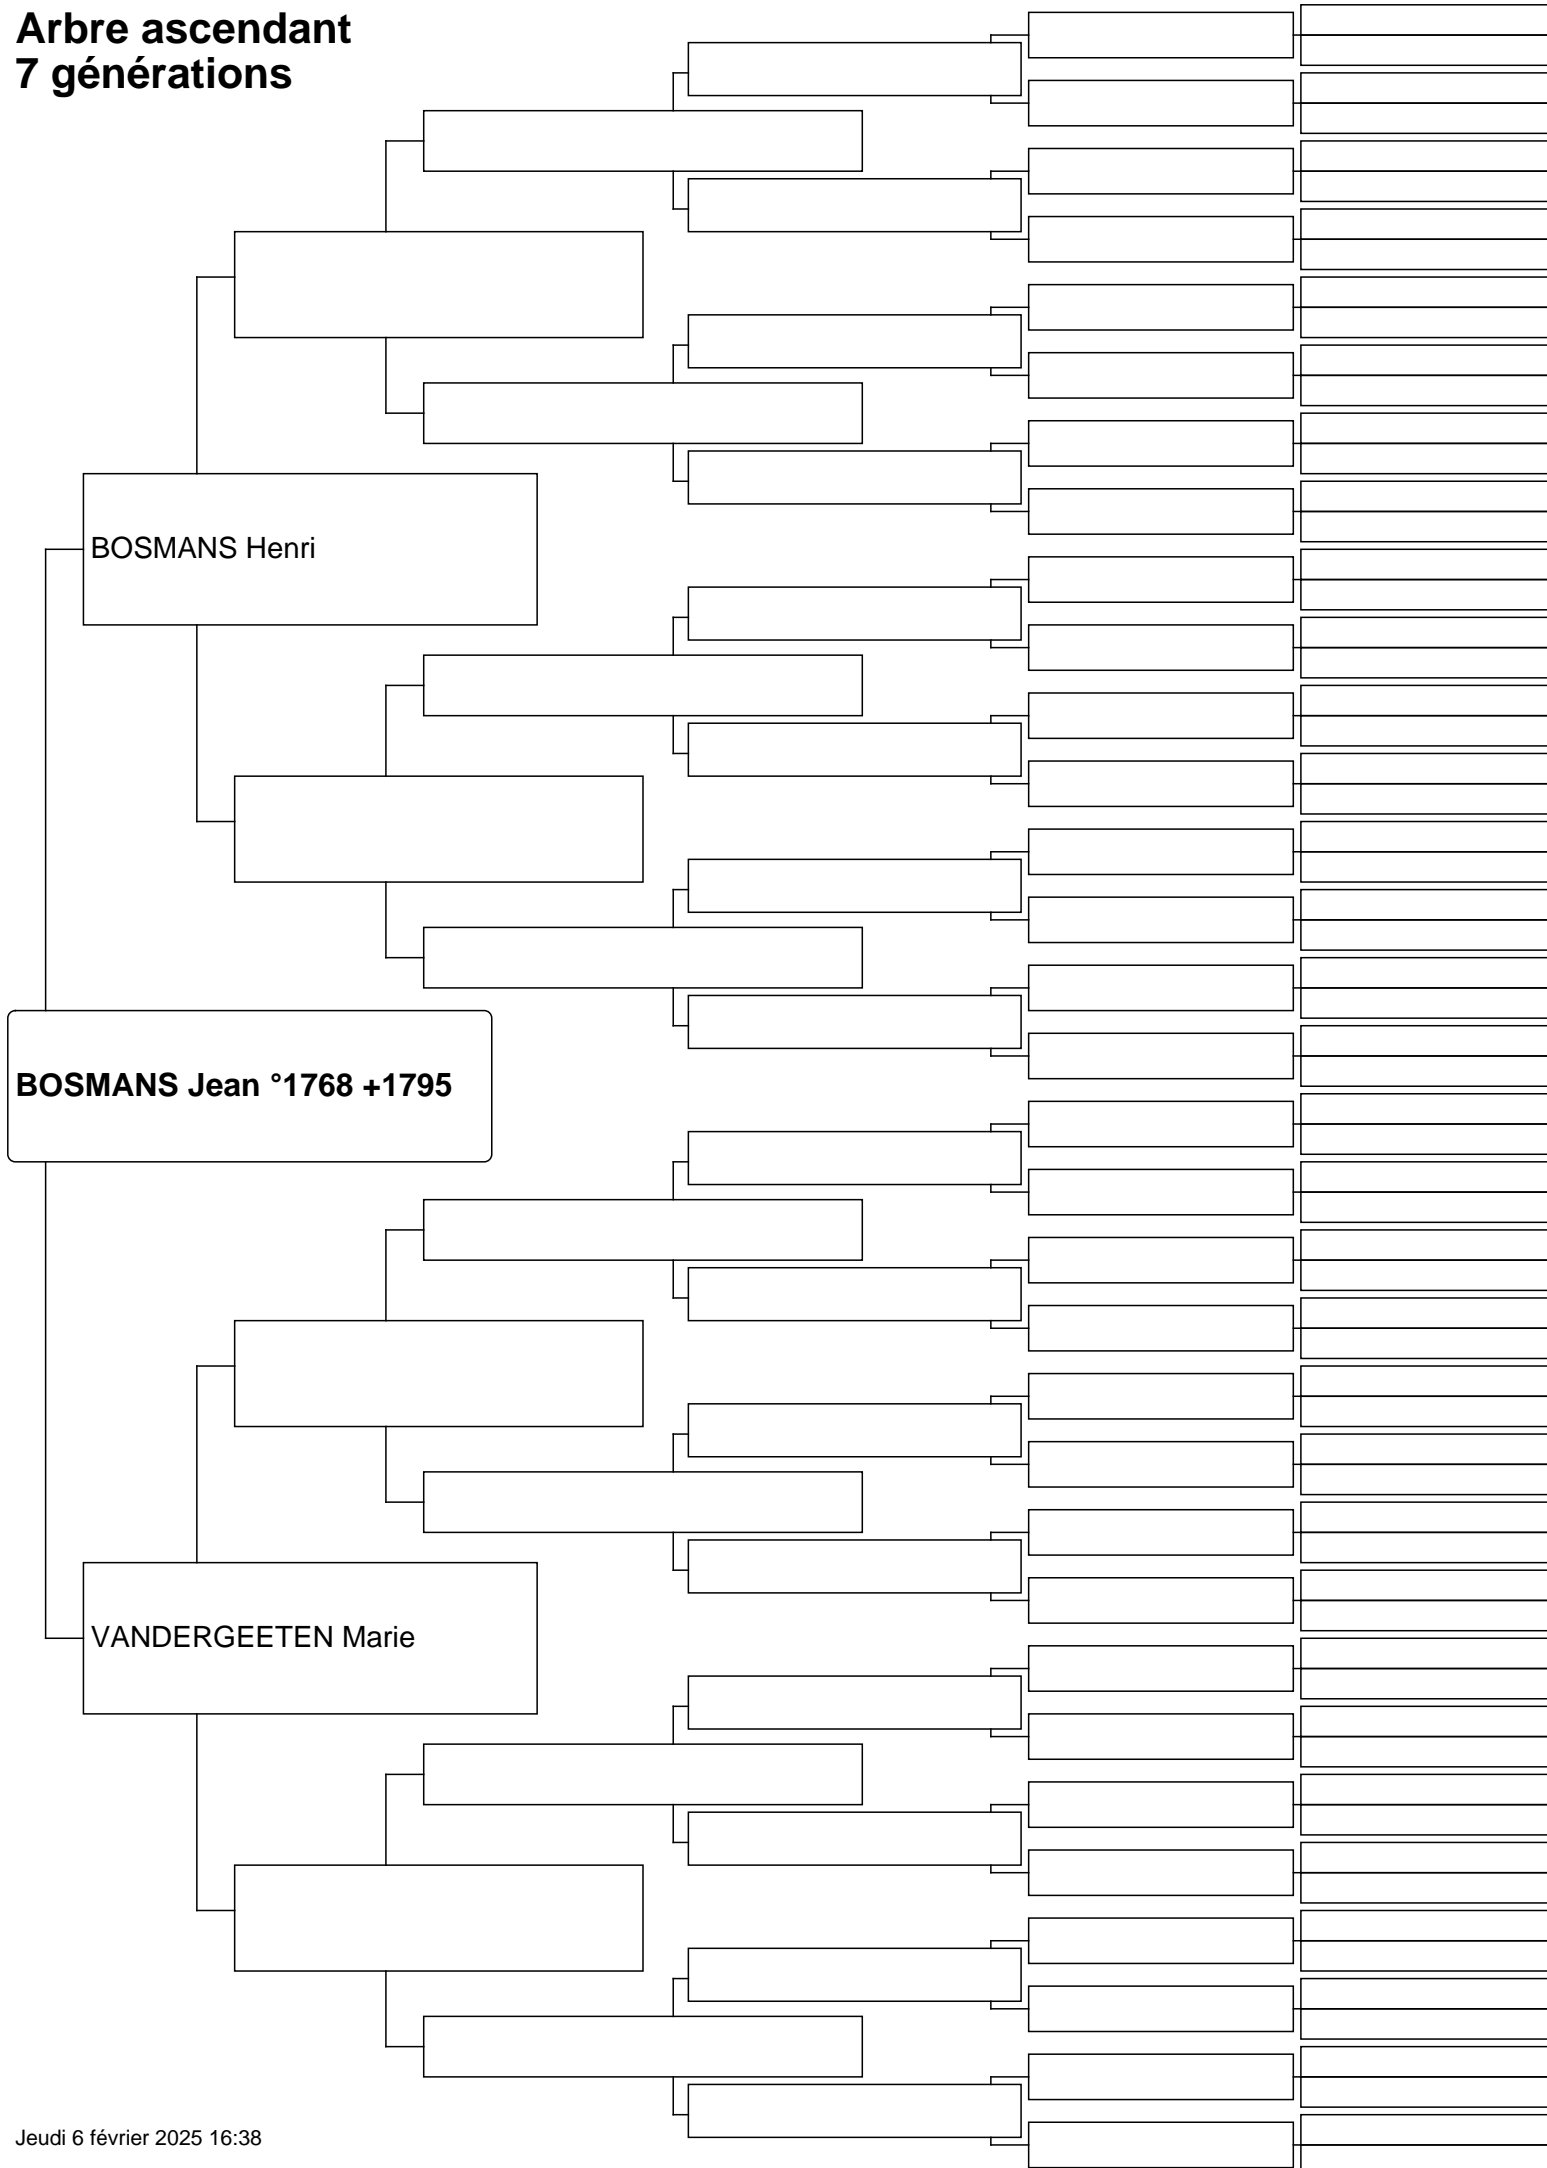 Arbre ascendant
7 générations
BOSMANS Henri
BOSMANS Jean °1768 +1795
VANDERGEETEN Marie
Jeudi 6 février 2025 16:38